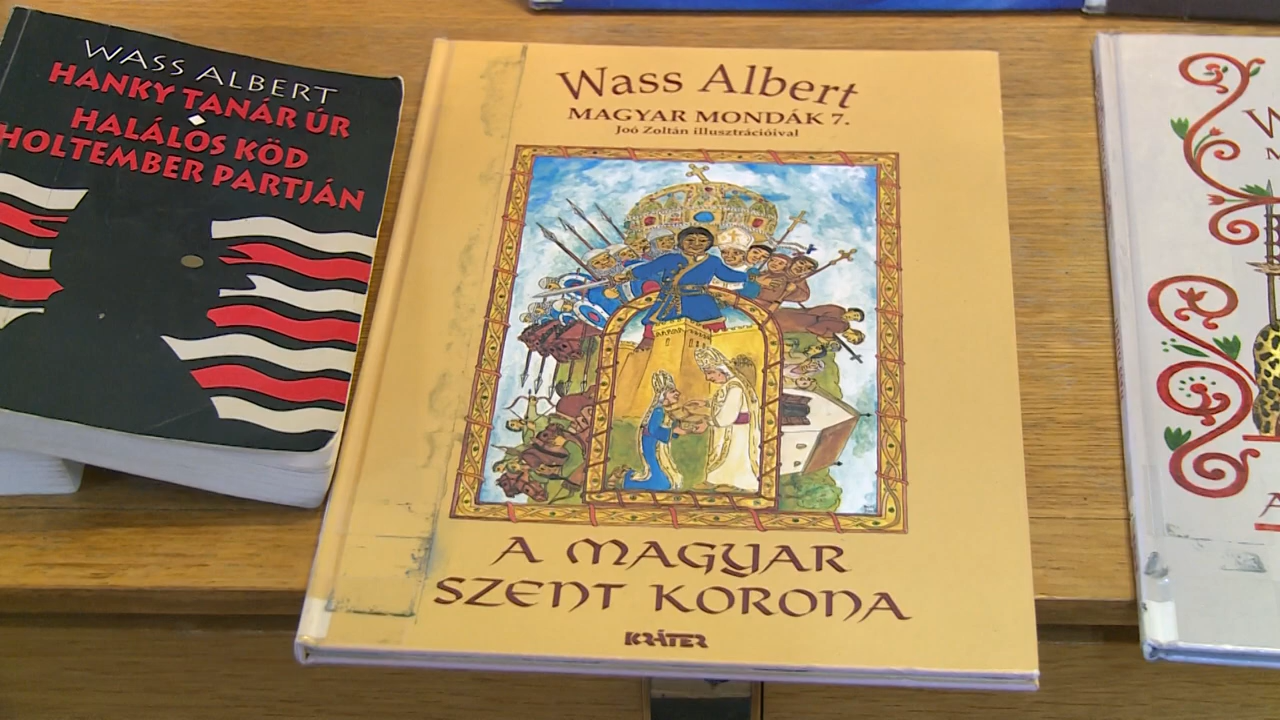 WASS ALBERT
HANKY TANÁR ÚR
HALÁLOS KÖD
HOLTEMBER PARTJÁN
Wass Albert
MAGYAR MONDÁK 7.
Joó Zoltán illusztrációival
A MAGYAR
SZENT KORONA
KRÁTER